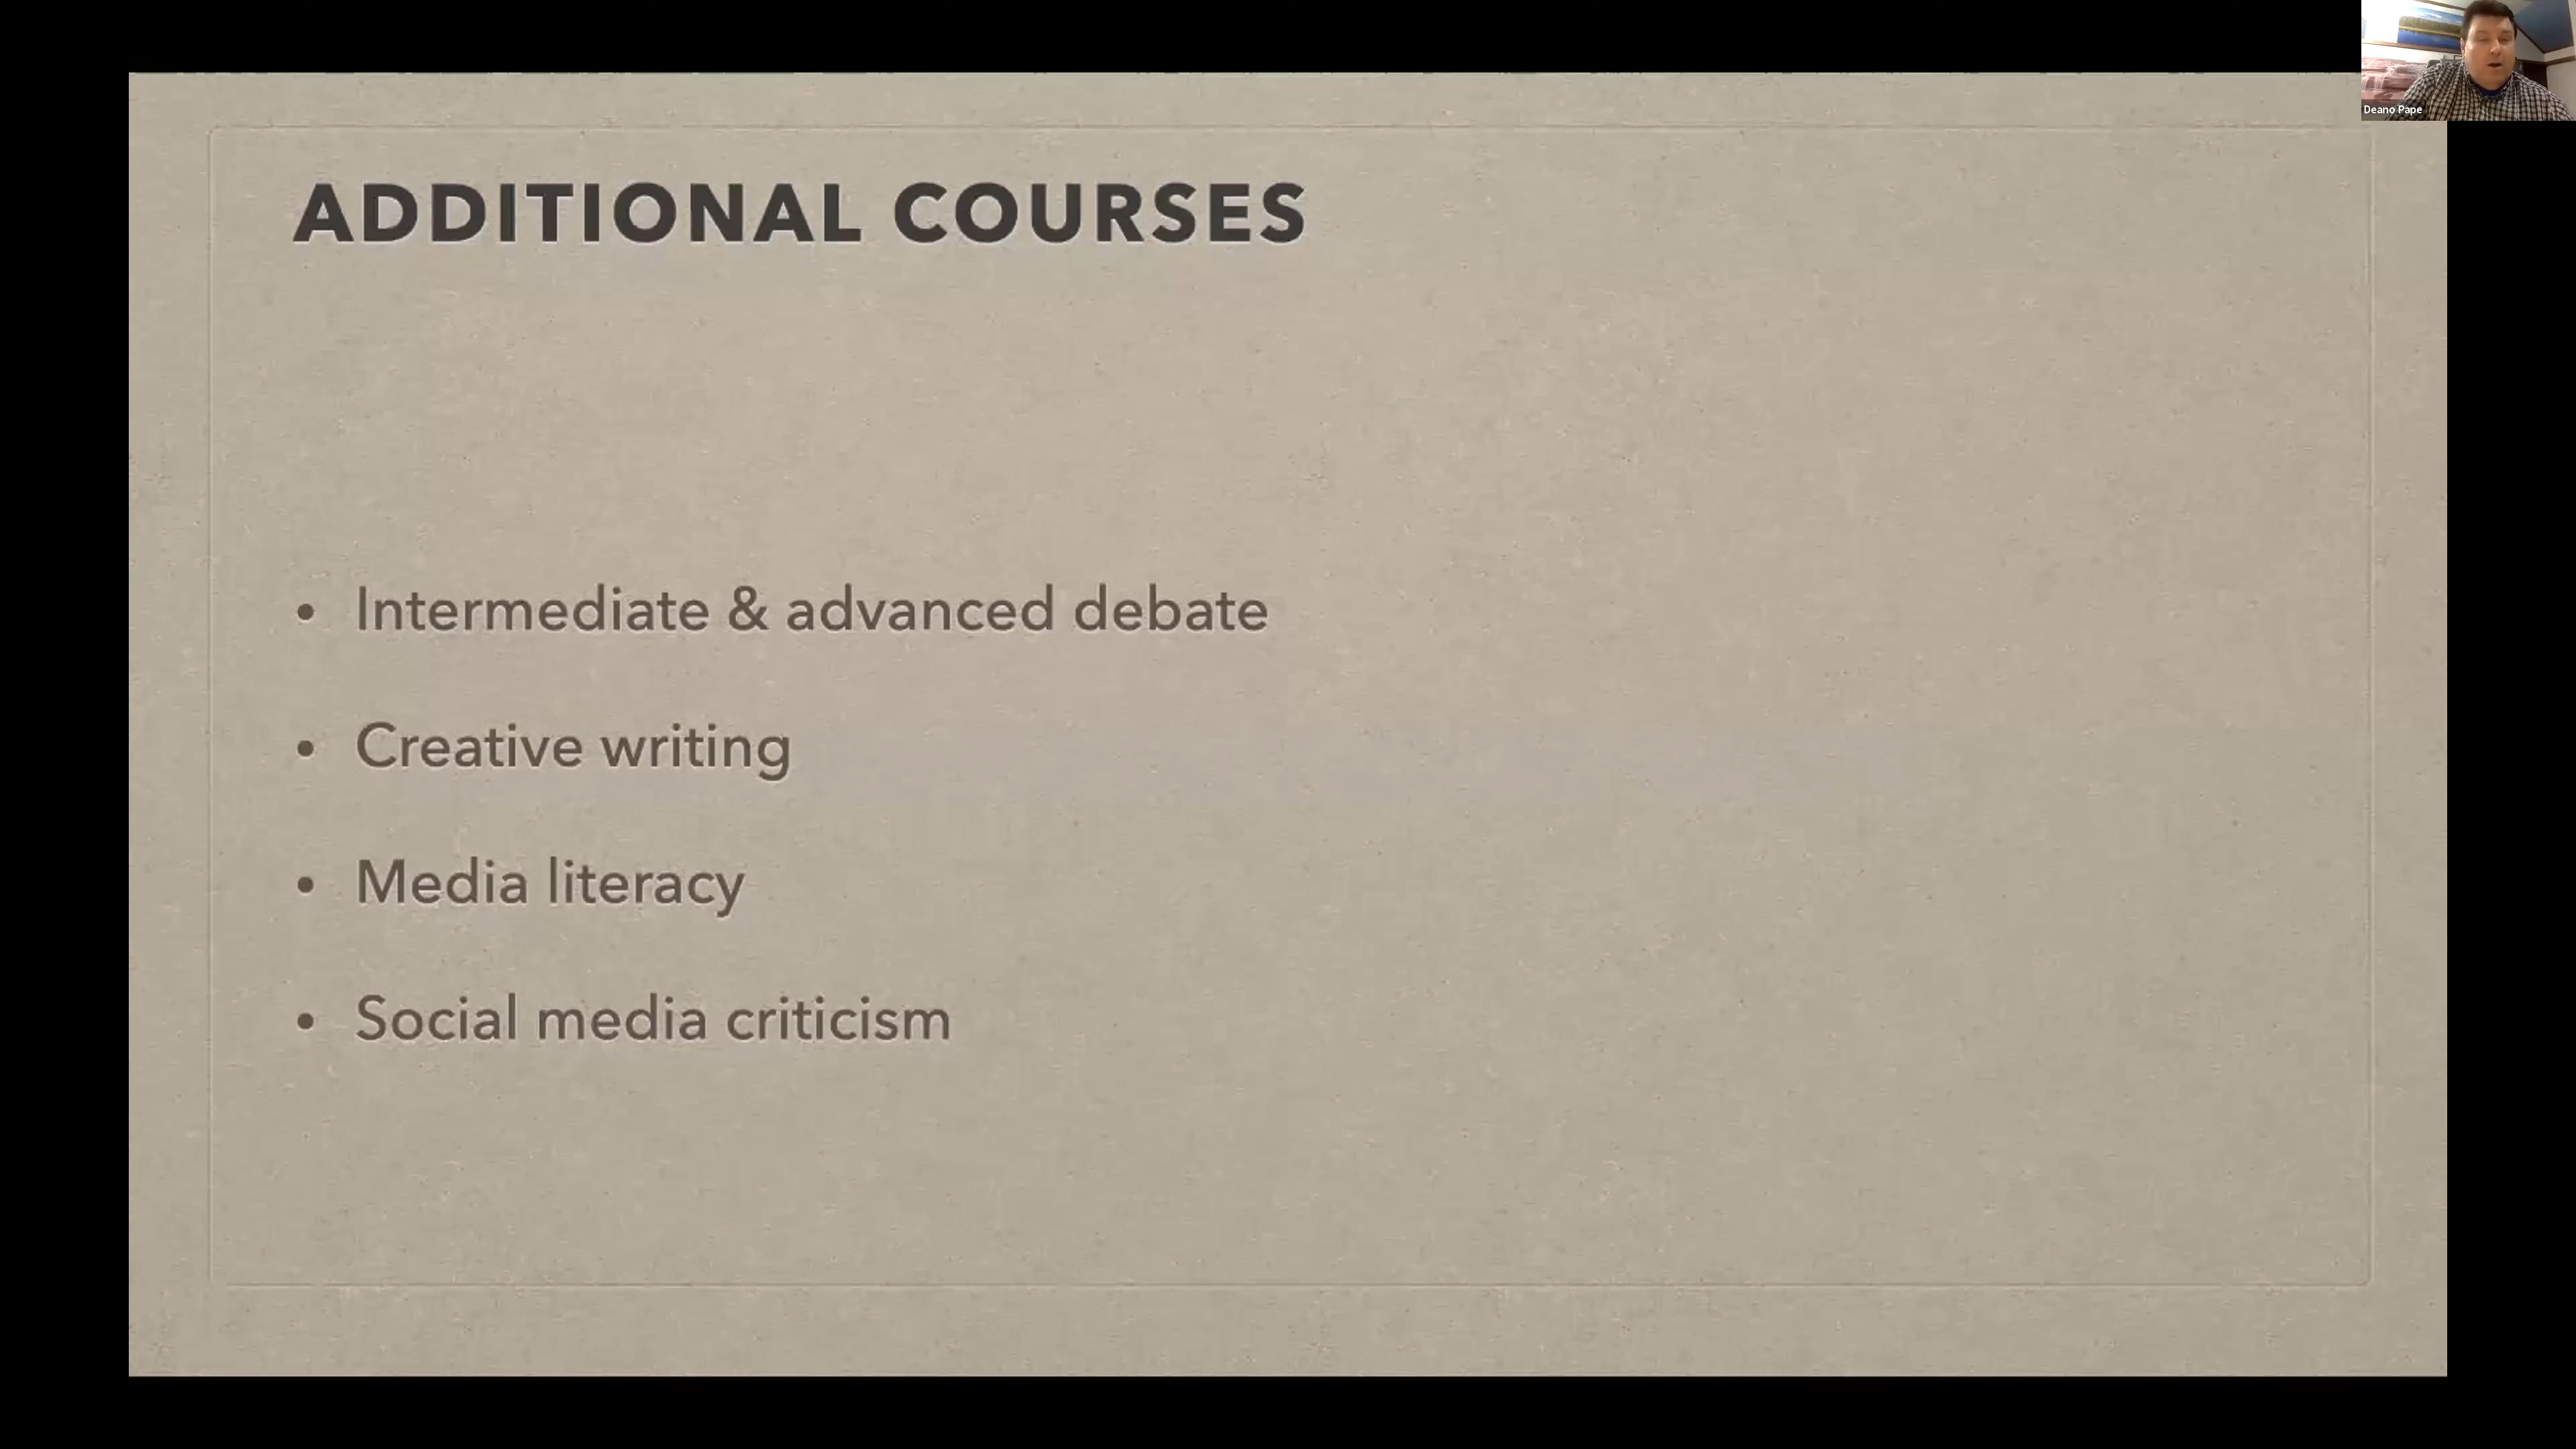 Deano Pape
ADDITIONAL COURSES
• Intermediate & advanced debate
• Creative writing
• Media literacy
• Social media criticism